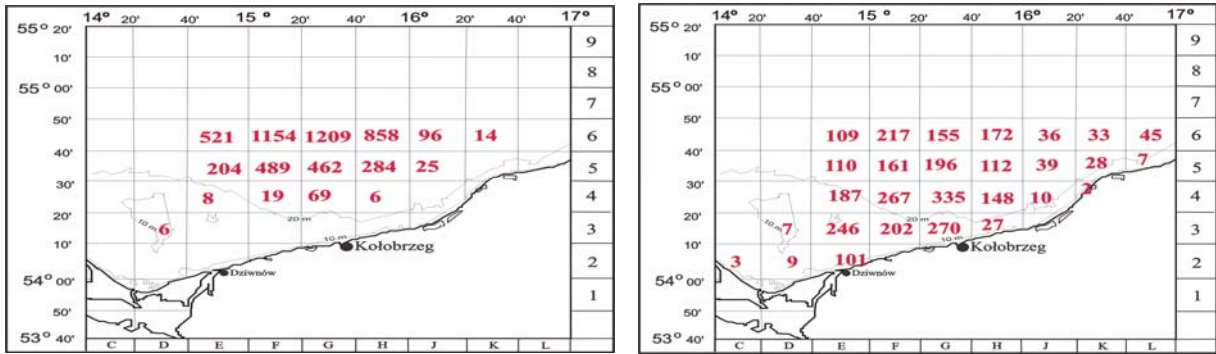 14° 20' 40' 15° 20' 40' 16° 20' 40' 17°
55° 20'
9
10'
8
55° 00'
7
50'
521 1154 1209 858 96 14 6
40'
204 489 462 284 25 5
30'
8 19 69 6 4
20' 10 m 20 m
6 3
10' 10 m Kołobrzeg
54° 00' Dziwnów 2
1
50'
53° 40' C D E F G H J K L
14° 20' 40' 15° 20' 40' 16° 20' 40' 17°
55° 20'
9
10'
8
55° 00'
7
50'
109 217 155 172 36 33 45 6
40'
110 161 196 112 39 28 7 5
30'
187 267 335 148 10 2 4
20' 10 m 20 m
7 246 202 270 27 3
10' 10 m Kołobrzeg
3 9 101 2
54° 00' Dziwnów
1
50'
53° 40' C D E F G H J K L